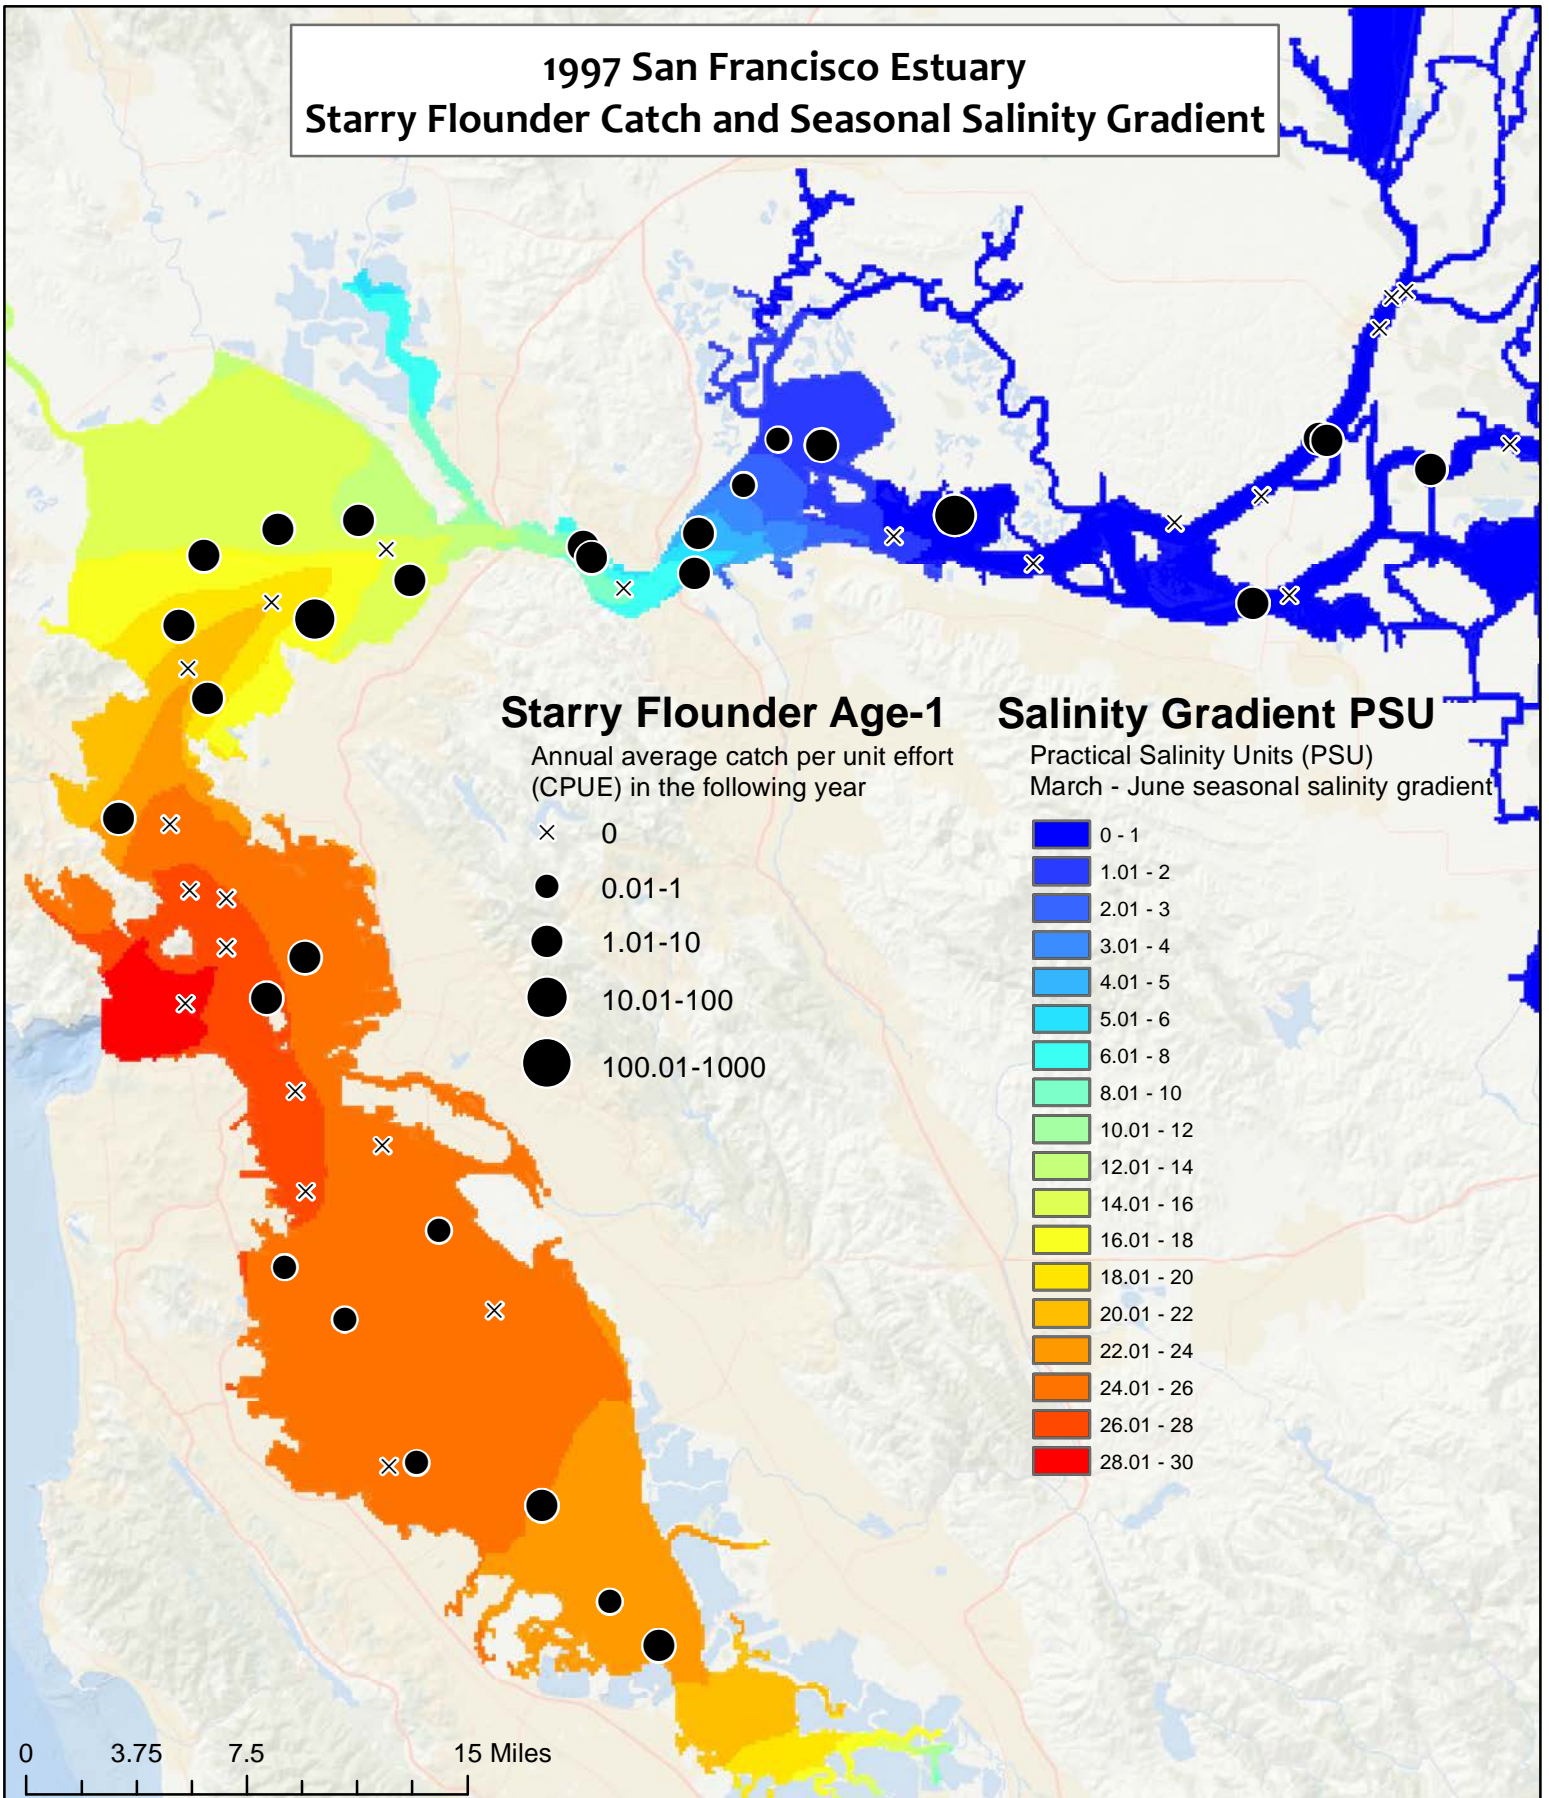 1997 San Francisco Estuary
Starry Flounder Catch and Seasonal Salinity Gradient
Starry Flounder Age-1
Annual average catch per unit effort
(CPUE) in the following year
0
0.01-1
1.01-10
10.01-100
100.01-1000
Salinity Gradient PSU
Practical Salinity Units (PSU)
March - June seasonal salinity gradient
0 - 1
1.01 - 2
2.01 - 3
3.01 - 4
4.01 - 5
5.01 - 6
6.01 - 8
8.01 - 10
10.01 - 12
12.01 - 14
14.01 - 16
16.01 - 18
18.01 - 20
20.01 - 22
22.01 - 24
24.01 - 26
26.01 - 28
28.01 - 30
0 3.75 7.5 15 Miles